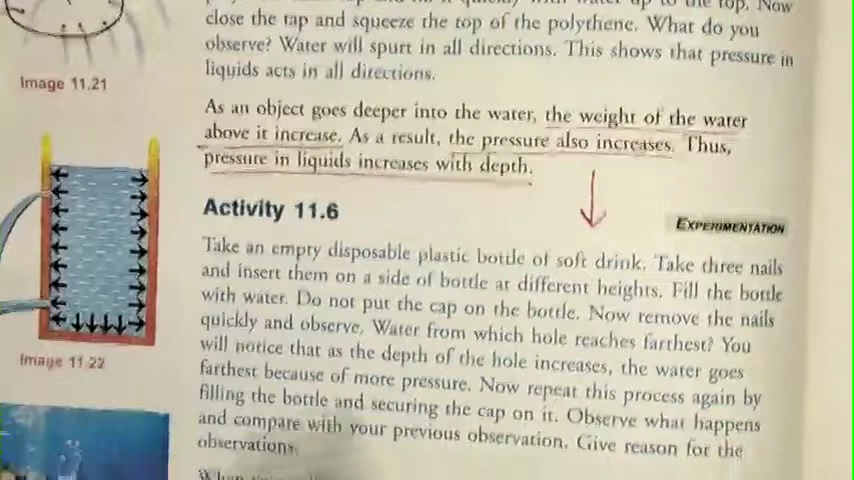 up to the top. Now
close the tap and squeeze the top of the polythene. What do you
observe? Water will spurt in all directions. This shows that pressure in
liquids acts in all directions.
Image 11.21
As an object goes deeper into the water, the weight of the water
above it increase. As a result, the pressure also increases. Thus,
pressure in liquids increases with depth.
Activity 11.6
EXPERIMENTATION
Take an empty disposable plastic bottle of soft drink. Take three nails
and insert them on a side of bottle at different heights. Fill the bottle
with water. Do not put the cap on the bottle. Now remove the nails
quickly and observe, Water from which hole reaches farthest? You
will notice that as the depth of the hole increases, the water goes
farthest because of more pressure. Now repeat this process again by
filling the bottle and securing the cap on it. Observe what happens
and compare with your previous observation. Give reason for the
observations.
Image 11.22